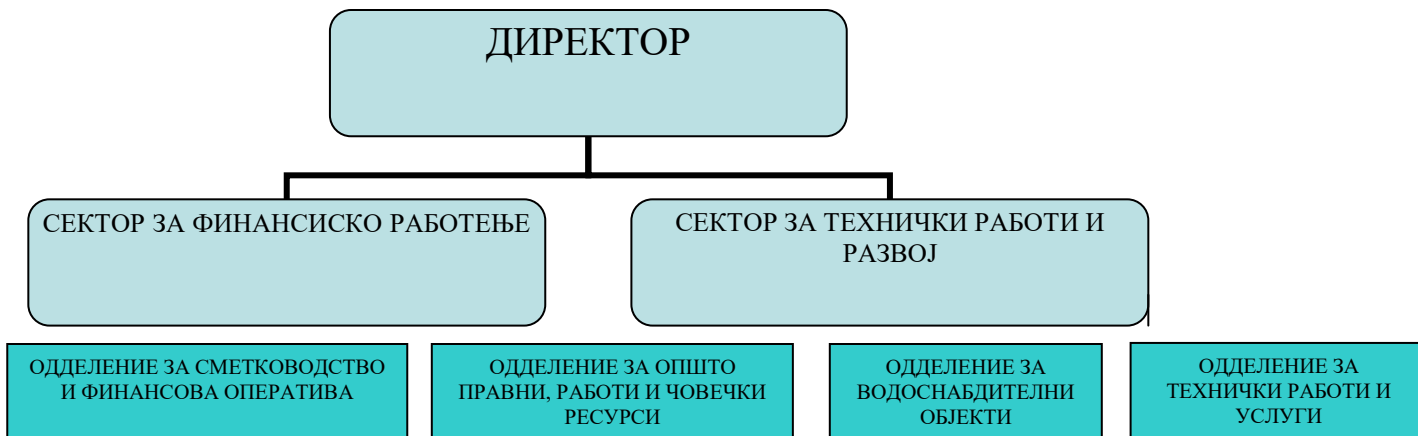 ДИРЕКТОР
СЕКТОР ЗА ФИНАНСИСКО РАБОТЕЊЕ
СЕКТОР ЗА ТЕХНИЧКИ РАБОТИ И
РАЗВОЈ
ОДДЕЛЕНИЕ ЗА СМЕТКОВОДСТВО
И ФИНАНСОВА ОПЕРАТИВА
ОДДЕЛЕНИЕ ЗА ОПШТО
ПРАВНИ, РАБОТИ И ЧОВЕЧКИ
РЕСУРСИ
ОДДЕЛЕНИЕ ЗА
ВОДОСНАБДИТЕЛНИ
ОБЈЕКТИ
ОДДЕЛЕНИЕ ЗА
ТЕХНИЧКИ РАБОТИ И
УСЛУГИ